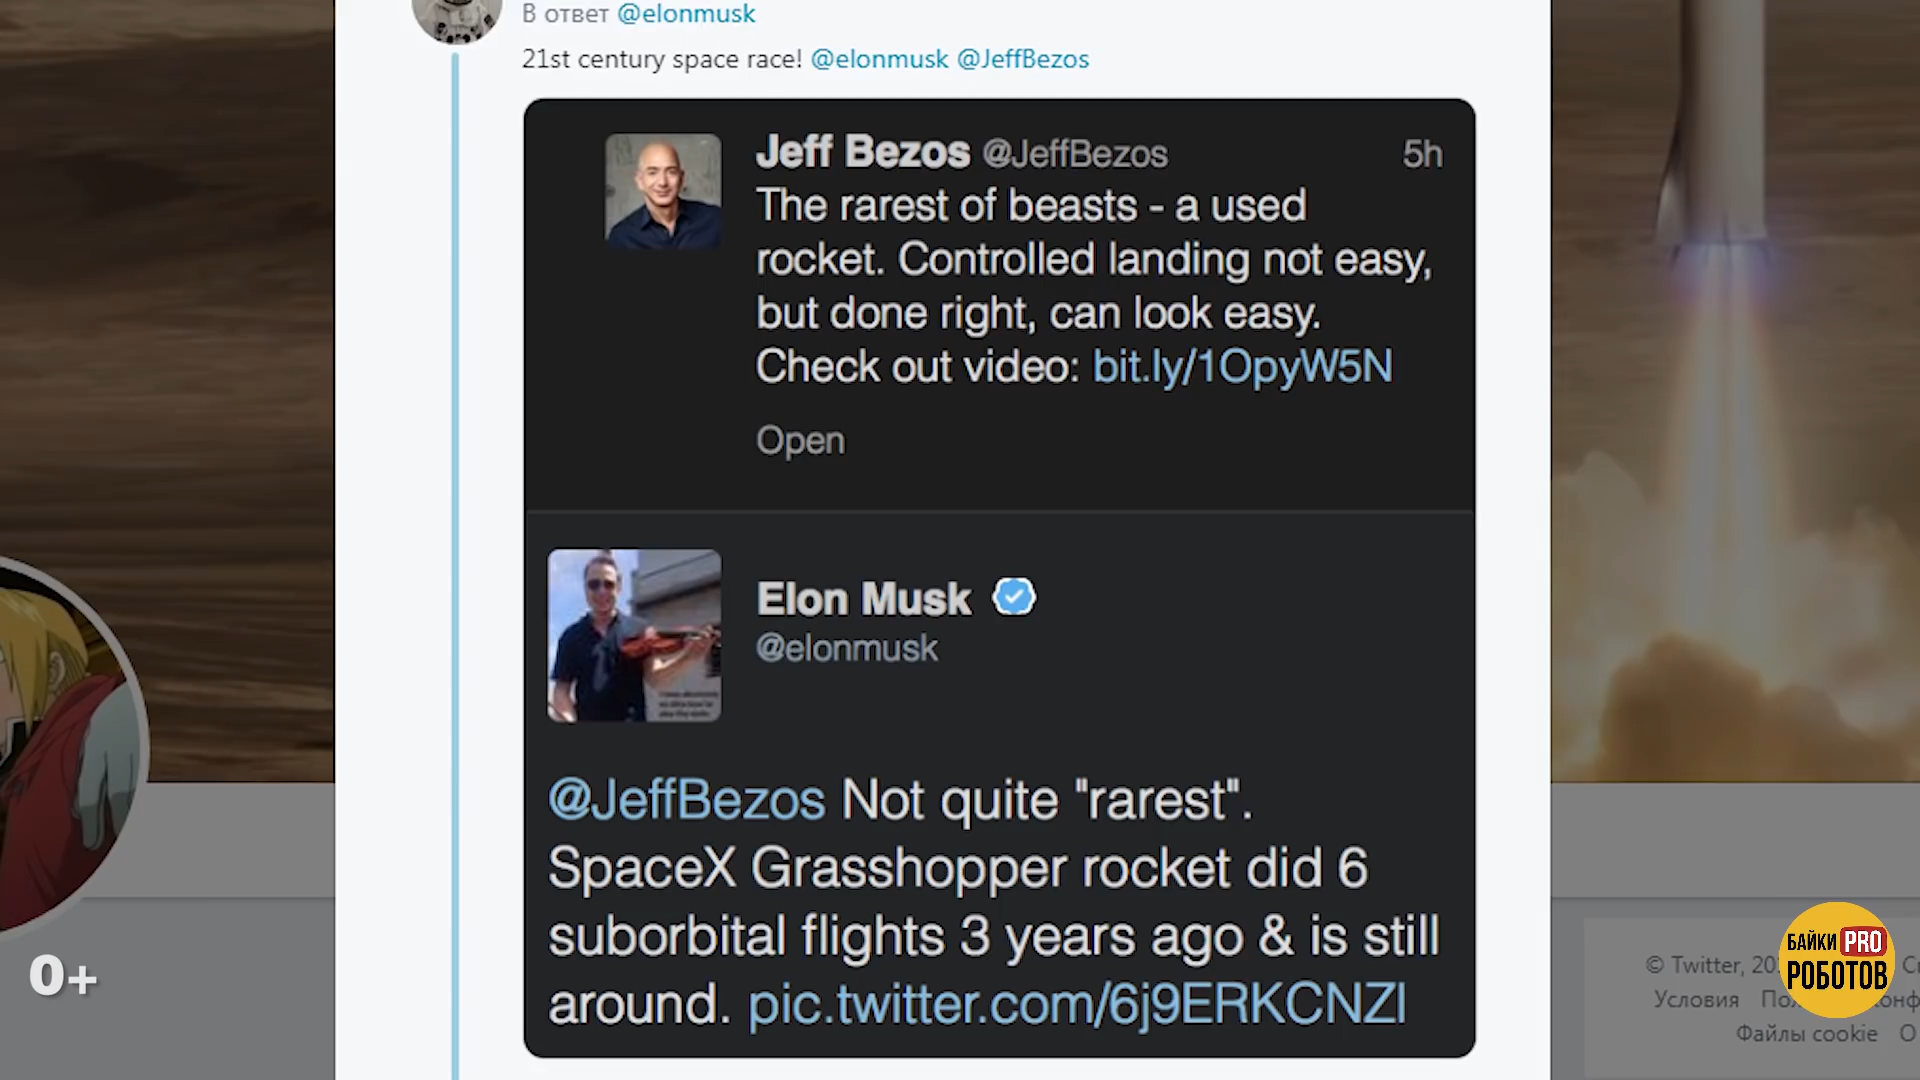 В ответ @elonmusk
21st century space race! @elonmusk @JeffBezos
Jeff Bezos @JeffBezos 5h
The rarest of beasts - a used
rocket. Controlled landing not easy,
but done right, can look easy.
Check out video: bit.ly/1OpyW5N
Open
Elon Musk
@elonmusk
@JeffBezos Not quite "rarest".
SpaceX Grasshopper rocket did 6
suborbital flights 3 years ago & is still
around. pic.twitter.com/6j9ERKCNZl
0+
© Twitter,
Условия
Файлы cookie
БАЙКИ PRO
РОБОТОВ